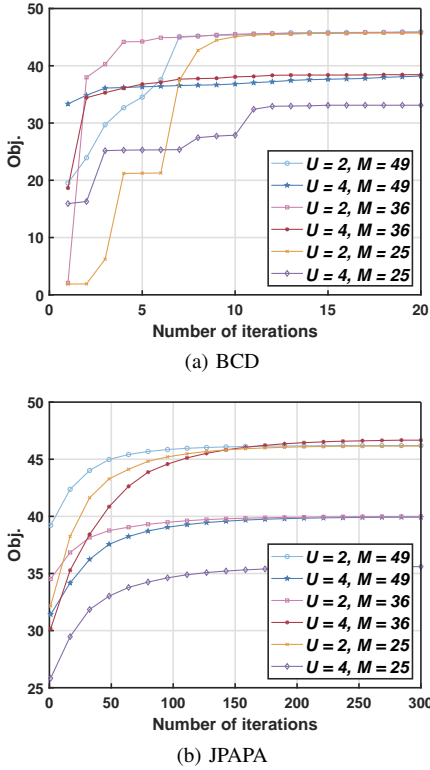 50
40
30
20
10
0
Obj.
U = 2, M = 49
U = 4, M = 49
U = 2, M = 36
U = 4, M = 36
U = 2, M = 25
U = 4, M = 25
0 5 10 15 20
Number of iterations
(a) BCD
50
45
40
35
30
25
Obj.
U = 2, M = 49
U = 4, M = 49
U = 2, M = 36
U = 4, M = 36
U = 2, M = 25
U = 4, M = 25
0 50 100 150 200 250 300
Number of iterations
(b) JPAPA